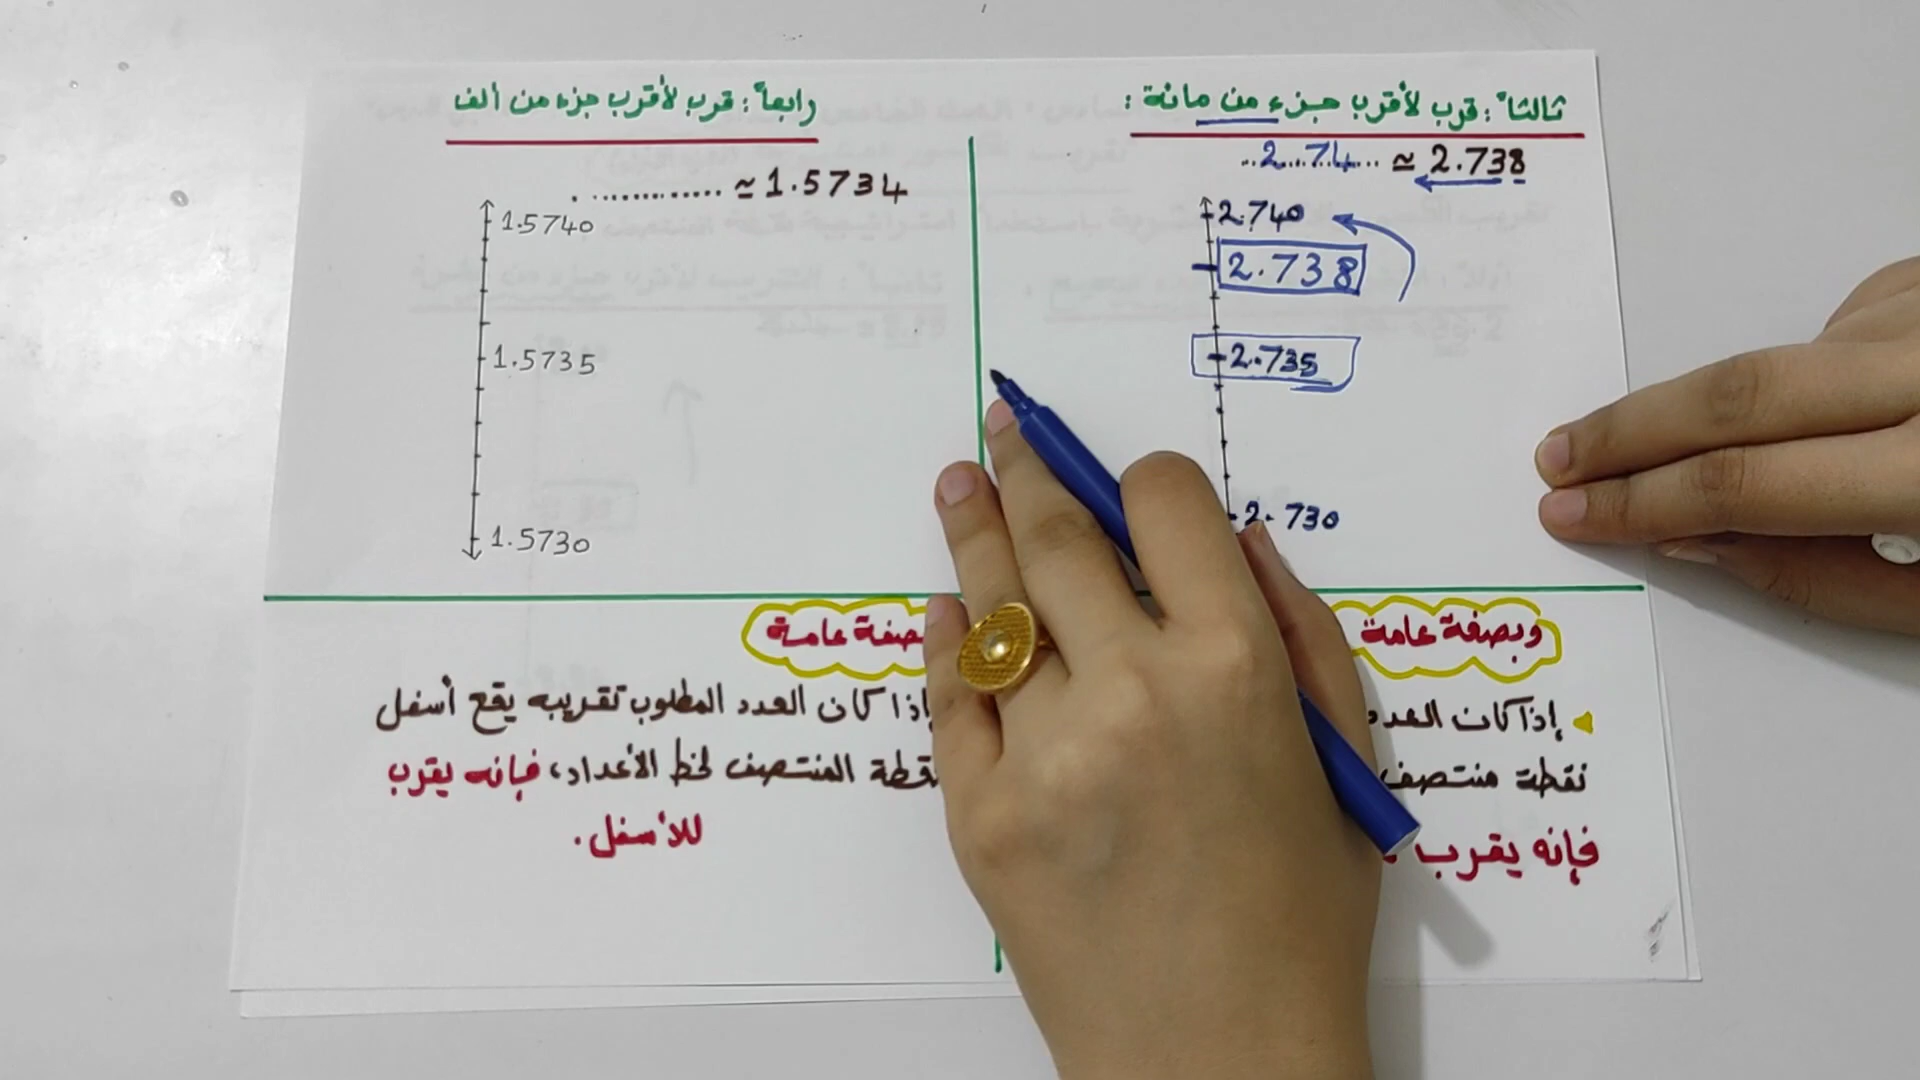 ثالثاً : قرب لأقرب جزء من مائة :
2.738 ≃ ..2..74....
2.740
2.738
2.735
2.730
رابعاً : قرب لأقرب جزء من ألف
1.5734 ≃ .............
1.5740
1.5735
1.5730
وبصفة عامة
إذا كان العدد
نقطة منتصف
فإنه يقرب
بصفة عامة
إذا كان العدد المطلوب تقريبه يقع أسفل
نقطة المنتصف لخط الأعداد، فإنه يقرب
للأسفل.